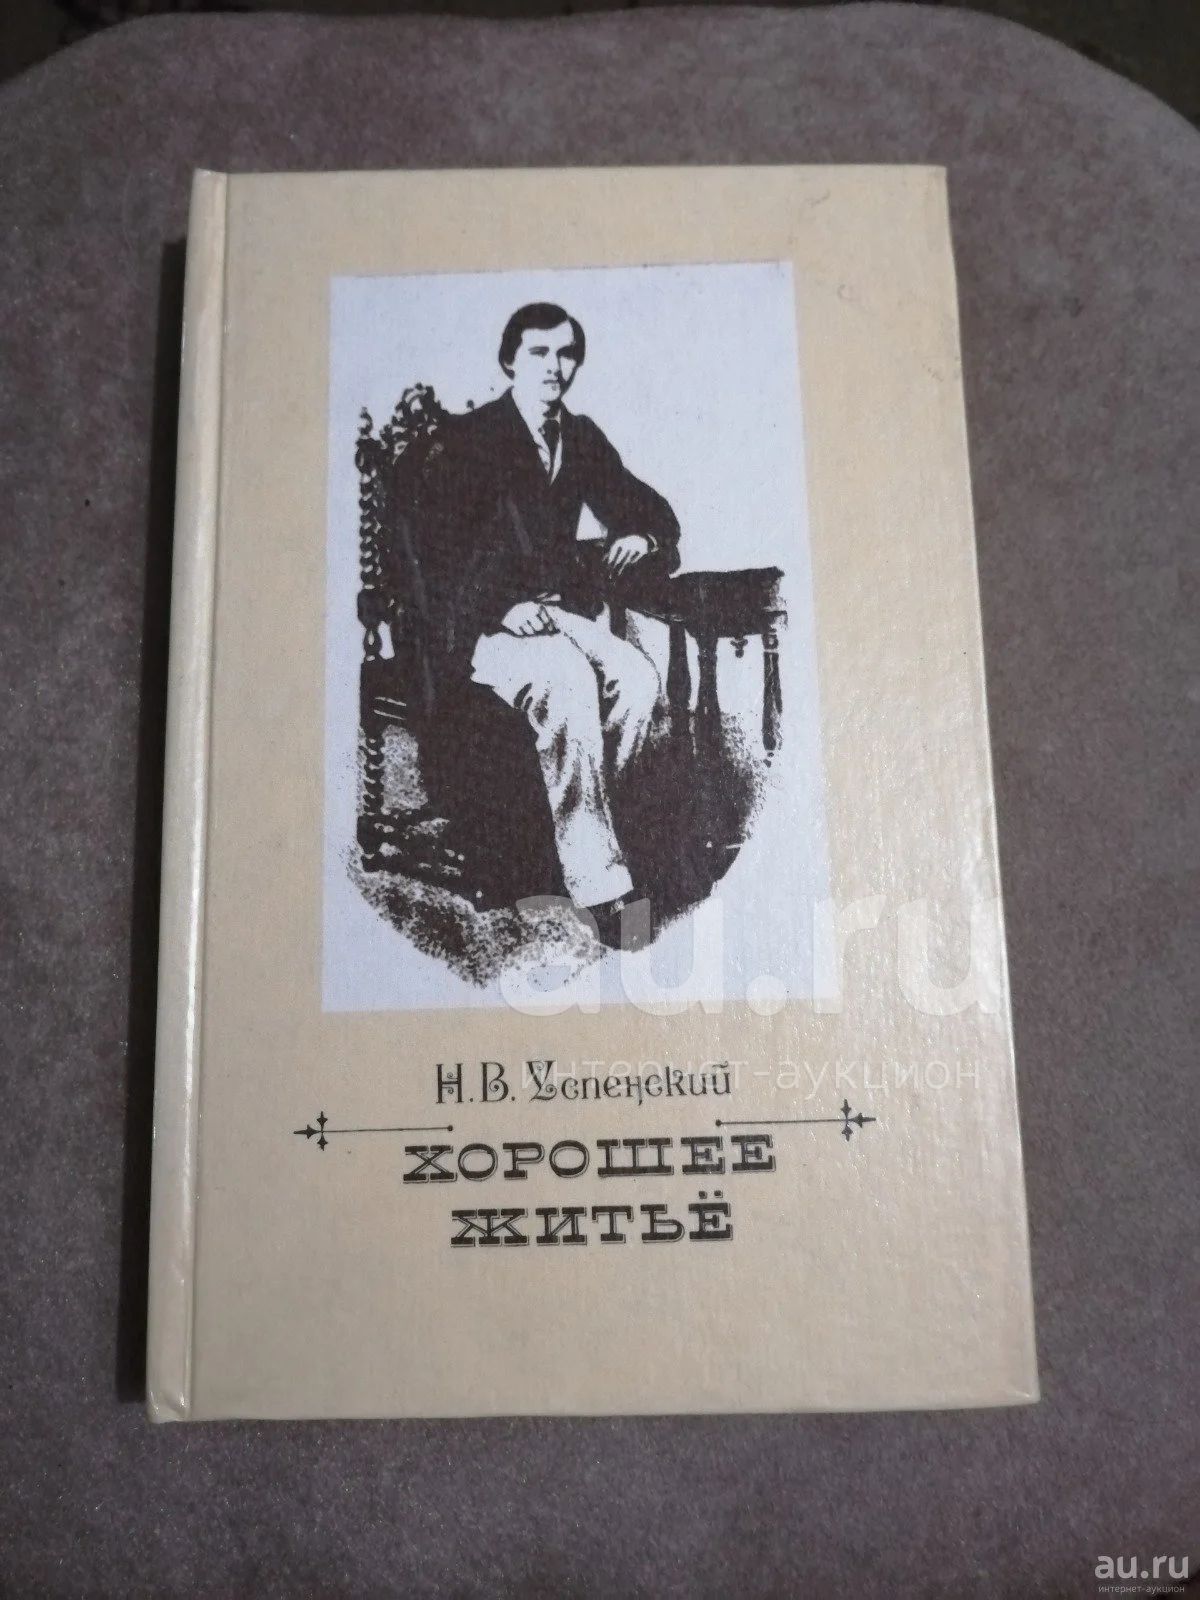 au.ru
интернет-аукцион
Н.В. Успенский
ХОРОШЕЕ
ЖИТЬЁ
au.ru
интернет-аукцион